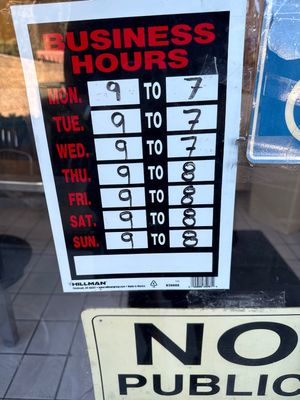 BUSINESS
HOURS
MON. 9 TO 7
TUE. 9 TO 7
WED. 9 TO 7
THU. 9 TO 8
FRI. 9 TO 8
SAT. 9 TO 8
SUN. 9 TO 8
HILLMAN
NO
PUBLIC